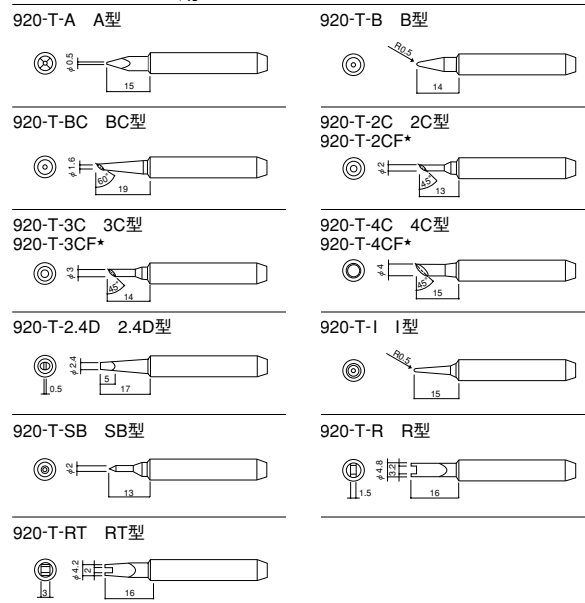 920-T-A A型
φ0.5
15
920-T-B B型
R0.5
14
920-T-BC BC型
φ1.6
60°
19
920-T-2C 2C型
920-T-2CF★
φ2
45°
13
920-T-3C 3C型
920-T-3CF★
φ3
45°
14
920-T-4C 4C型
920-T-4CF★
φ4
45°
15
920-T-2.4D 2.4D型
φ2.4
5
0.5
17
920-T-I I型
R0.5
15
920-T-SB SB型
φ2
13
920-T-R R型
φ4.8
3.2
1.5
16
920-T-RT RT型
φ4.2
2
3
16